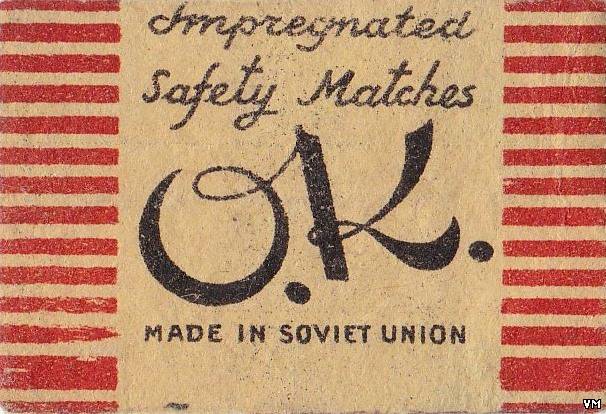 Impregnated
Safety Matches
O.K.
MADE IN SOVIET UNION
VM